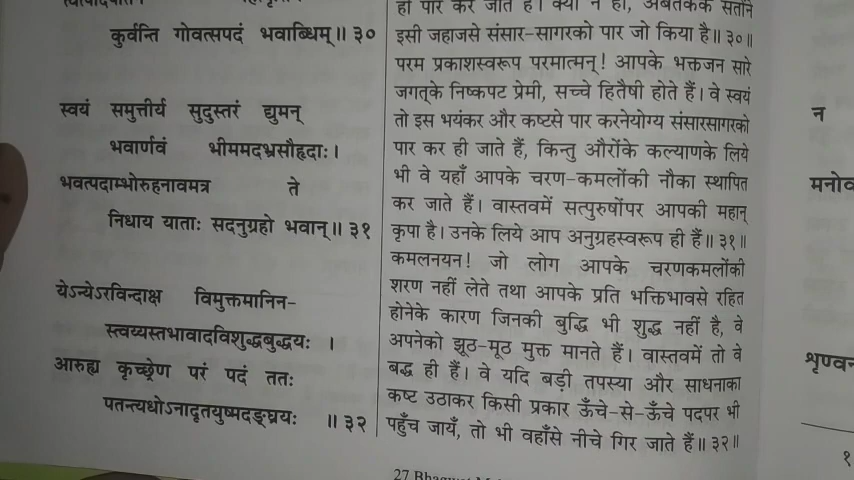 कुर्वन्ति गोवत्सपदं भवाब्धिम्॥ ३०
स्वयं समुत्तीर्य सुदुस्तरं द्युमन्
भवार्णवं भीममदभ्रसौहृदाः।
भवत्पदाम्भोरुहनावमत्र ते
निधाय याताः सदनुग्रहो भवान्॥ ३१
येऽन्येऽरविन्दाक्ष विमुक्तमानिन-
स्त्वय्यस्तभावादविशुद्धबुद्धयः ।
आरुह्य कृच्छ्रेण परं पदं ततः
पतन्त्यधोऽनादृतयुष्मदङ्घ्रयः ॥ ३२
हो पार कर जाते हैं। क्यों न हो, अबतकके संतोंने
इसी जहाजसे संसार-सागरको पार जो किया है॥ ३०॥
परम प्रकाशस्वरूप परमात्मन्! आपके भक्तजन सारे
जगत्के निष्कपट प्रेमी, सच्चे हितैषी होते हैं। वे स्वयं
तो इस भयंकर और कष्टसे पार करनेयोग्य संसारसागरको
पार कर ही जाते हैं, किन्तु औरोंके कल्याणके लिये
भी वे यहाँ आपके चरण-कमलोंकी नौका स्थापित
कर जाते हैं। वास्तवमें सत्पुरुषोंपर आपकी महान्
कृपा है। उनके लिये आप अनुग्रहस्वरूप ही हैं॥ ३१॥
कमलनयन! जो लोग आपके चरणकमलोंकी
शरण नहीं लेते तथा आपके प्रति भक्तिभावसे रहित
होनेके कारण जिनकी बुद्धि भी शुद्ध नहीं है, वे
अपनेको झूठ-मूठ मुक्त मानते हैं। वास्तवमें तो वे
बद्ध ही हैं। वे यदि बड़ी तपस्या और साधनाका
कष्ट उठाकर किसी प्रकार ऊँचे-से-ऊँचे पदपर भी
पहुँच जायँ, तो भी वहाँसे नीचे गिर जाते हैं॥ ३२॥
न
मनोव
शृण्वन
१